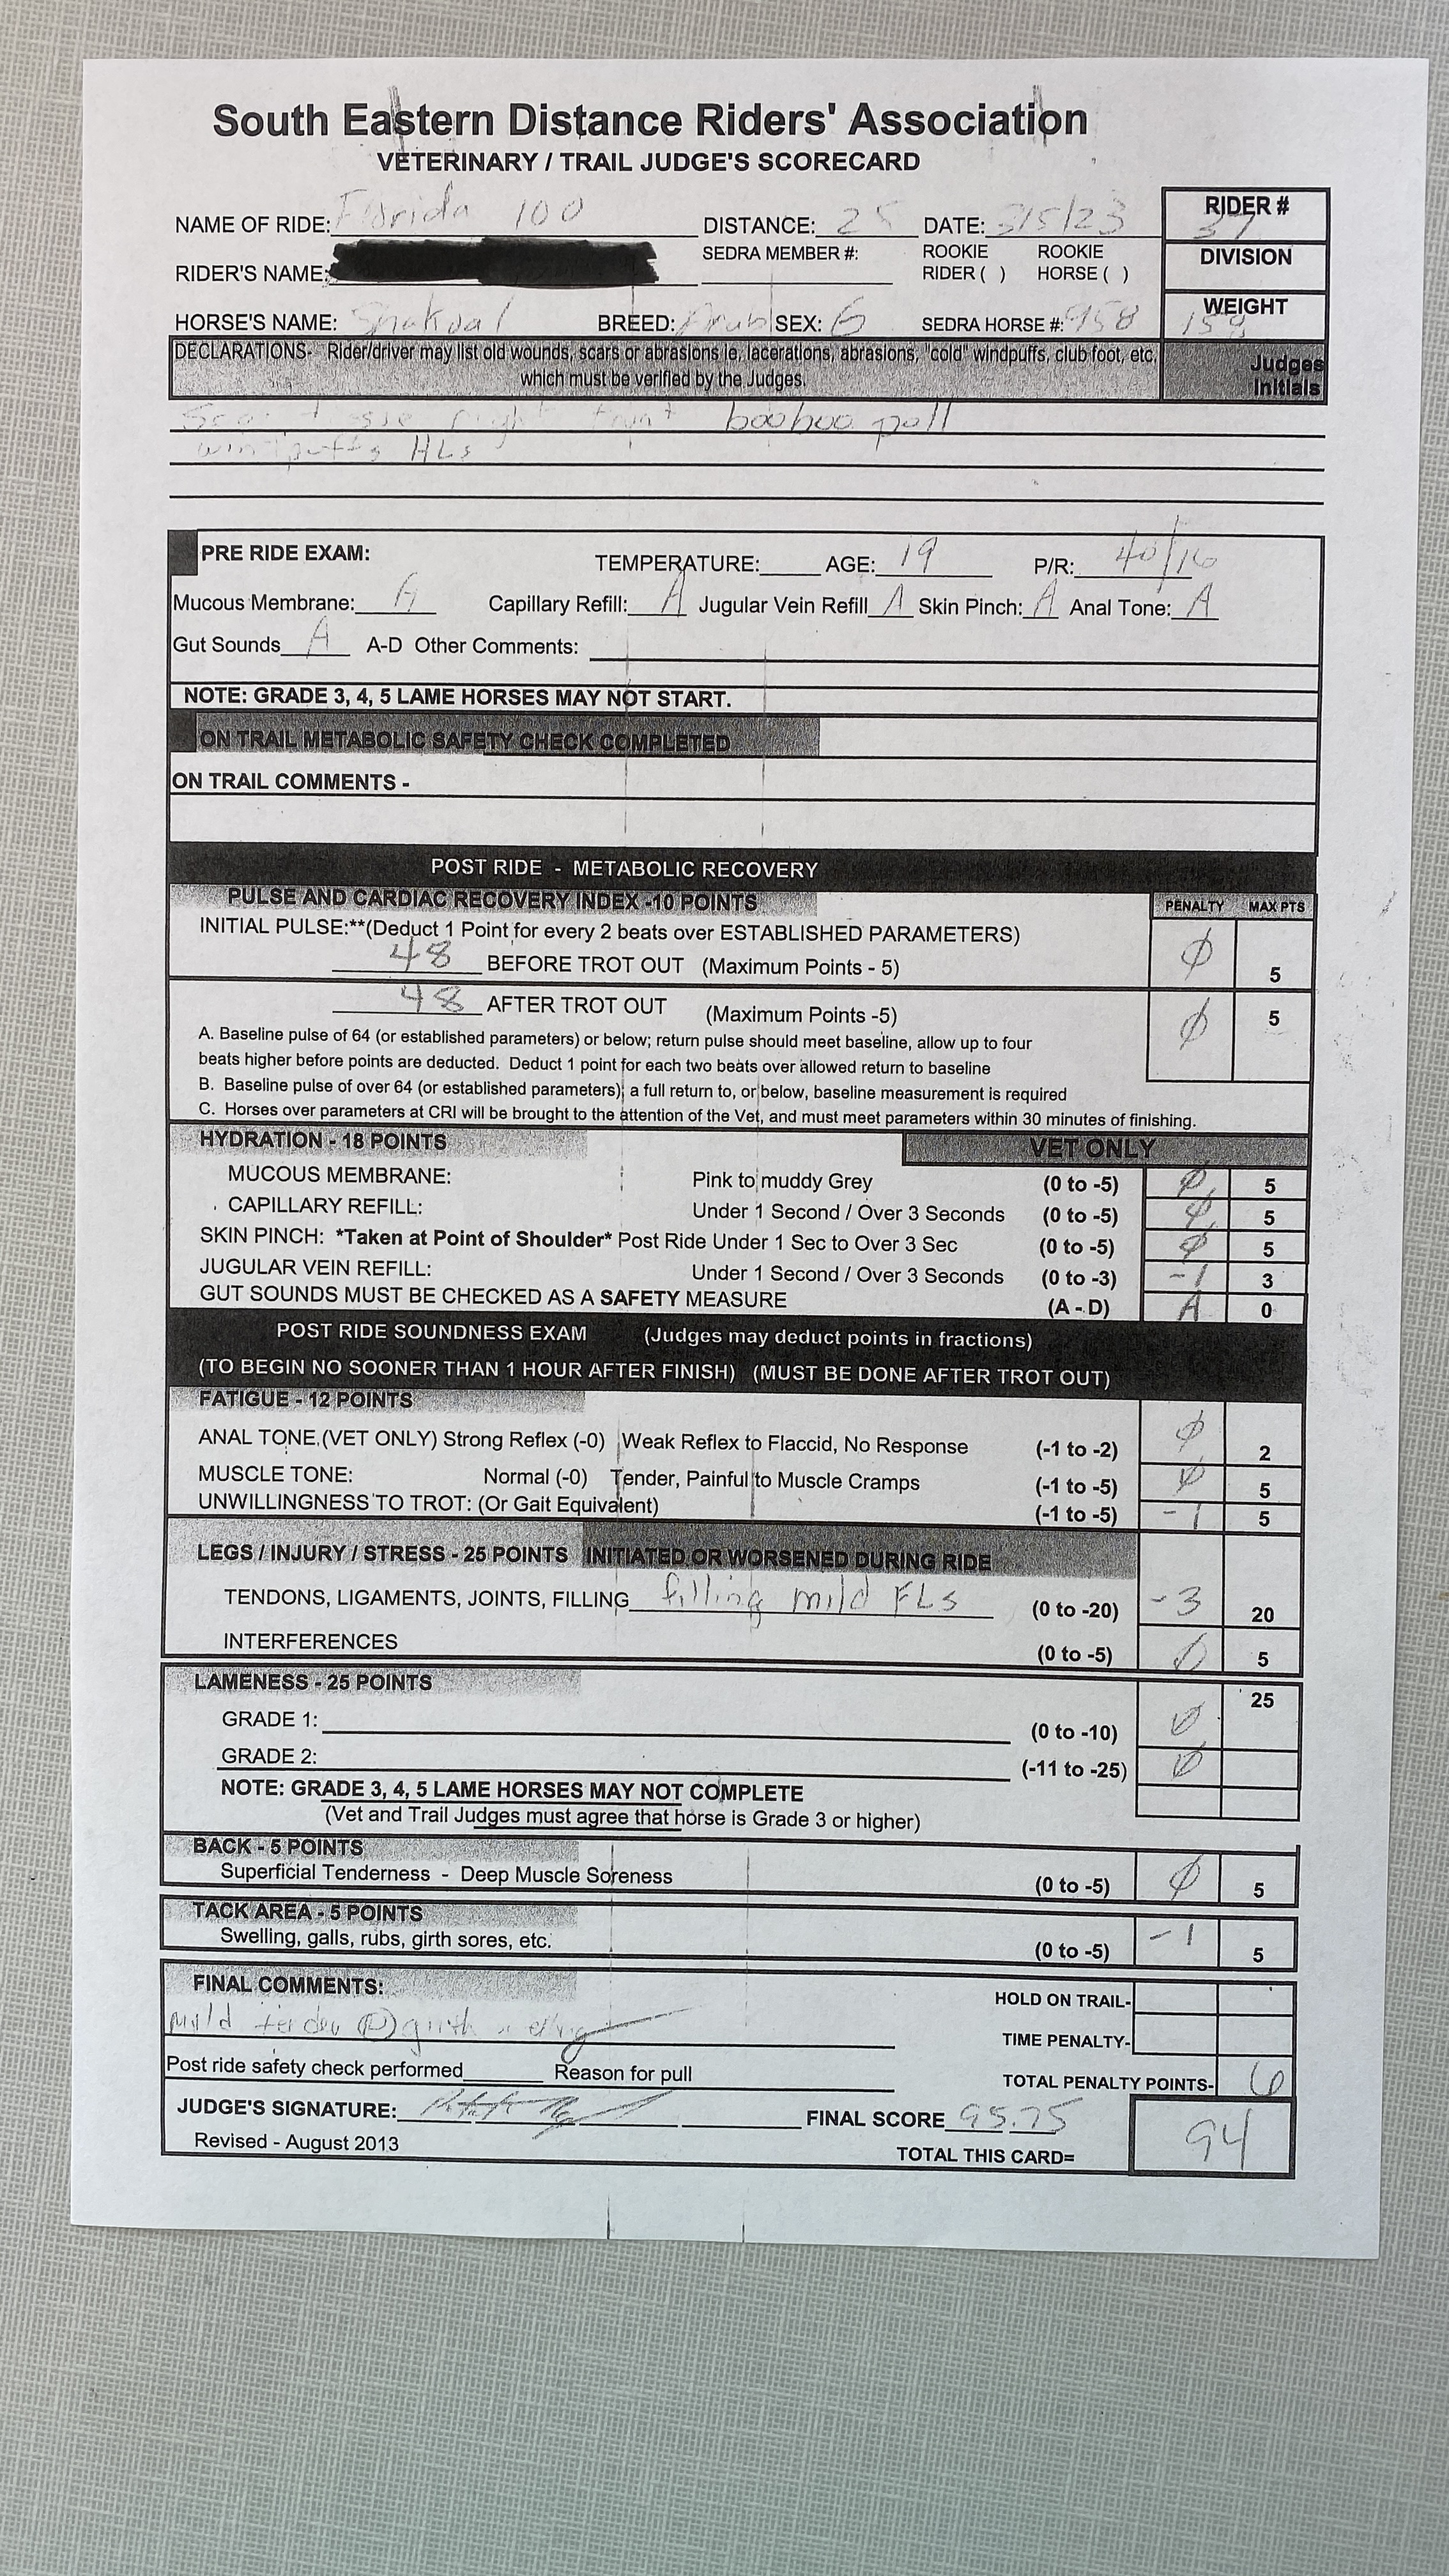 South Eastern Distance Riders' Association
VETERINARY / TRAIL JUDGE'S SCORECARD
NAME OF RIDE: Florida 100 DISTANCE: 25 DATE: 3/5/23 RIDER # 37
RIDER'S NAME: SEDRA MEMBER #: ROOKIE RIDER ( ) ROOKIE HORSE ( ) DIVISION
HORSE'S NAME: BREED: Arab SEX: G SEDRA HORSE #: 958 WEIGHT
DECLARATIONS- Rider/driver may list old wounds, scars or abrasions ie, lacerations, abrasions, "cold" windpuffs, club foot, etc.
which must be verified by the Judges. Judges Initials
Scar tissue right front booboo poll
windpuffs HLs
PRE RIDE EXAM: TEMPERATURE: AGE: 19 P/R: 40/16
Mucous Membrane: A Capillary Refill: A Jugular Vein Refill A Skin Pinch: A Anal Tone: A
Gut Sounds A A-D Other Comments:
NOTE: GRADE 3, 4, 5 LAME HORSES MAY NOT START.
ON TRAIL METABOLIC SAFETY CHECK COMPLETED
ON TRAIL COMMENTS -
POST RIDE - METABOLIC RECOVERY
PULSE AND CARDIAC RECOVERY INDEX -10 POINTS PENALTY MAX PTS
INITIAL PULSE:**(Deduct 1 Point for every 2 beats over ESTABLISHED PARAMETERS)
48 BEFORE TROT OUT (Maximum Points - 5) 0 5
48 AFTER TROT OUT (Maximum Points -5) 0 5
A. Baseline pulse of 64 (or established parameters) or below; return pulse should meet baseline, allow up to four
beats higher before points are deducted. Deduct 1 point for each two beats over allowed return to baseline
B. Baseline pulse of over 64 (or established parameters); a full return to, or below, baseline measurement is required
C. Horses over parameters at CRI will be brought to the attention of the Vet, and must meet parameters within 30 minutes of finishing.
HYDRATION - 18 POINTS VET ONLY
MUCOUS MEMBRANE: Pink to muddy Grey (0 to -5) 0 5
CAPILLARY REFILL: Under 1 Second / Over 3 Seconds (0 to -5) 0 5
SKIN PINCH: *Taken at Point of Shoulder* Post Ride Under 1 Sec to Over 3 Sec (0 to -5) 0 5
JUGULAR VEIN REFILL: Under 1 Second / Over 3 Seconds (0 to -3) -1 3
GUT SOUNDS MUST BE CHECKED AS A SAFETY MEASURE (A - D) A 0
POST RIDE SOUNDNESS EXAM (Judges may deduct points in fractions)
(TO BEGIN NO SOONER THAN 1 HOUR AFTER FINISH) (MUST BE DONE AFTER TROT OUT)
FATIGUE - 12 POINTS
ANAL TONE.(VET ONLY) Strong Reflex (-0) Weak Reflex to Flaccid, No Response (-1 to -2) 0 2
MUSCLE TONE: Normal (-0) Tender, Painful to Muscle Cramps (-1 to -5) 0 5
UNWILLINGNESS TO TROT: (Or Gait Equivalent) (-1 to -5) -1 5
LEGS / INJURY / STRESS - 25 POINTS INITIATED OR WORSENED DURING RIDE
TENDONS, LIGAMENTS, JOINTS, FILLING filling mild FLs (0 to -20) -3 20
INTERFERENCES (0 to -5) 0 5
LAMENESS - 25 POINTS 25
GRADE 1: (0 to -10) 0
GRADE 2: (-11 to -25) 0
NOTE: GRADE 3, 4, 5 LAME HORSES MAY NOT COMPLETE
(Vet and Trail Judges must agree that horse is Grade 3 or higher)
BACK - 5 POINTS
Superficial Tenderness - Deep Muscle Soreness (0 to -5) 0 5
TACK AREA - 5 POINTS
Swelling, galls, rubs, girth sores, etc. (0 to -5) -1 5
FINAL COMMENTS: HOLD ON TRAIL-
Mild girth TIME PENALTY-
Post ride safety check performed Reason for pull TOTAL PENALTY POINTS- 6
JUDGE'S SIGNATURE: FINAL SCORE 95.75
Revised - August 2013 TOTAL THIS CARD= 94